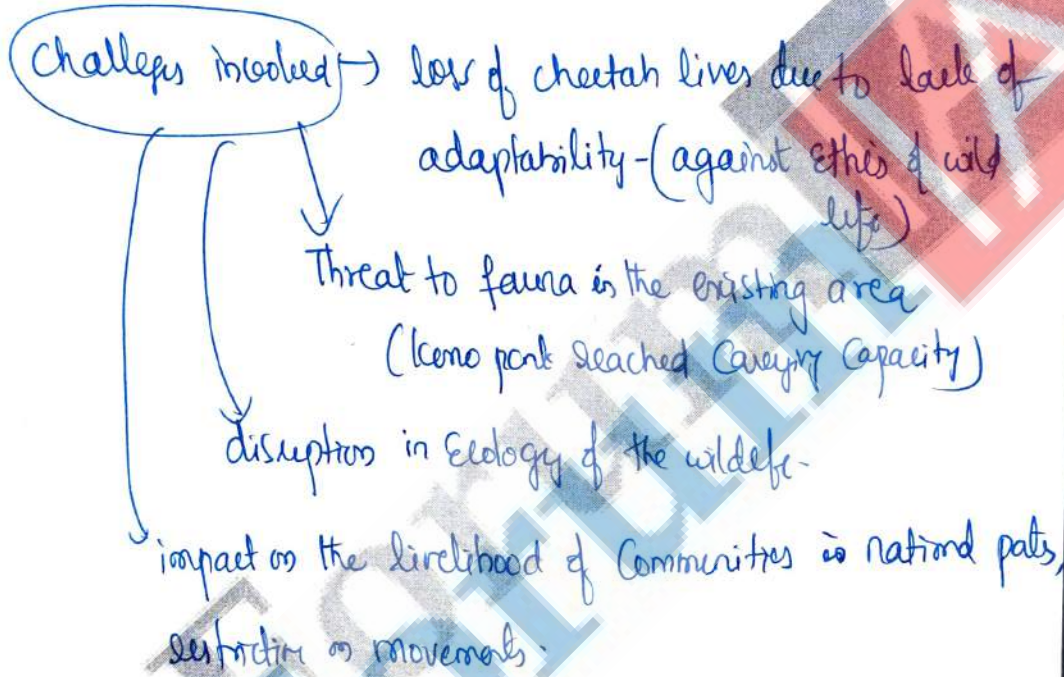 Challeges involved → loss of cheetah lives due to lack of
adaptability - (against Ethis of wild
life)
Threat to fauna in the existing area
(Keno park reached Carrying Capacity)
disruption in Ecology of the wildlife.
impact on the livelihood of Communities in national paks,
restriction on movements.